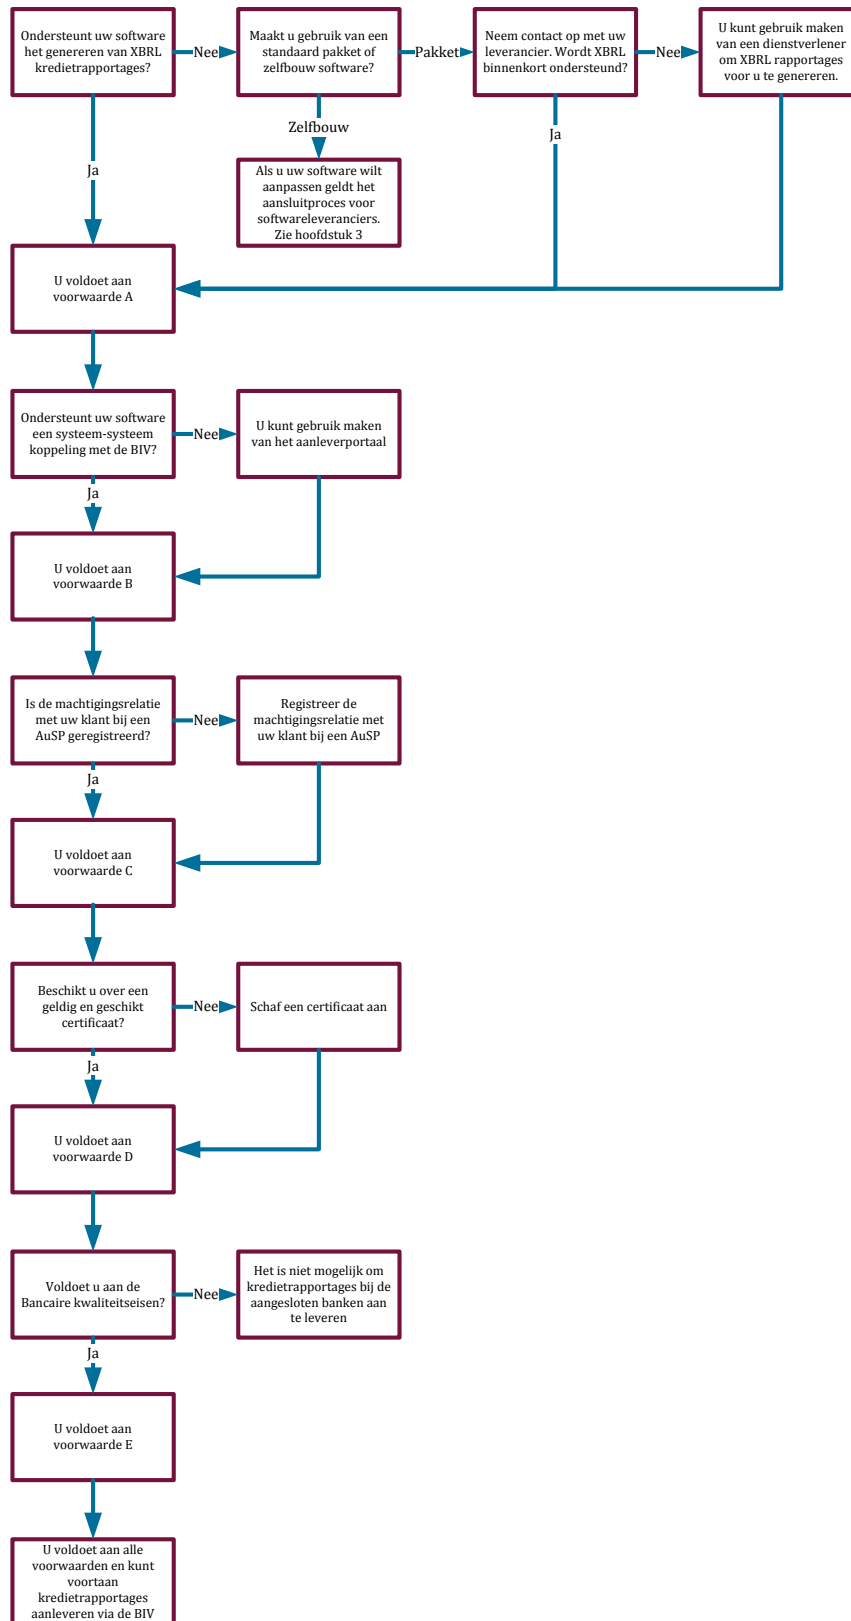 Ondersteunt uw software
het genereren van XBRL
kredietrapportages?
Nee
Maakt u gebruik van een
standaard pakket of
zelfbouw software?
Pakket
Neem contact op met uw
leverancier. Wordt XBRL
binnenkort ondersteund?
Nee
U kunt gebruik maken
van een dienstverlener
om XBRL rapportages
voor u te genereren.
Ja
Zelfbouw
Ja
Als u uw software wilt
aanpassen geldt het
aansluitproces voor
softwareleveranciers.
Zie hoofdstuk 3
U voldoet aan
voorwaarde A
Ondersteunt uw software
een systeem-systeem
koppeling met de BIV?
Nee
U kunt gebruik maken
van het aanleverportaal
Ja
U voldoet aan
voorwaarde B
Is de machtigingsrelatie
met uw klant bij een
AuSP geregistreerd?
Nee
Registreer de
machtigingsrelatie met
uw klant bij een AuSP
Ja
U voldoet aan
voorwaarde C
Beschikt u over een
geldig en geschikt
certificaat?
Nee
Schaf een certificaat aan
Ja
U voldoet aan
voorwaarde D
Voldoet u aan de
Bancaire kwaliteitseisen?
Nee
Het is niet mogelijk om
kredietrapportages bij de
aangesloten banken aan
te leveren
Ja
U voldoet aan
voorwaarde E
U voldoet aan alle
voorwaarden en kunt
voortaan
kredietrapportages
aanleveren via de BIV